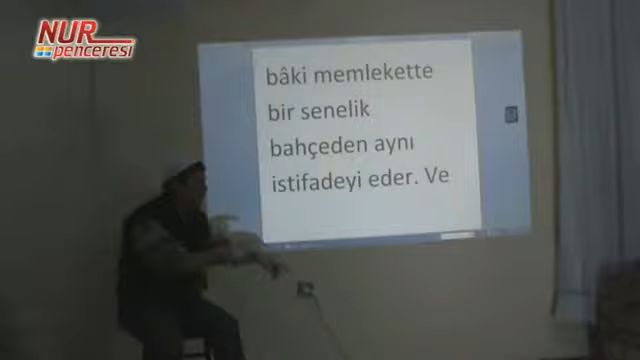 NUR
penceresi
bâki memlekette
bir senelik
bahçeden aynı
istifadeyi eder. Ve